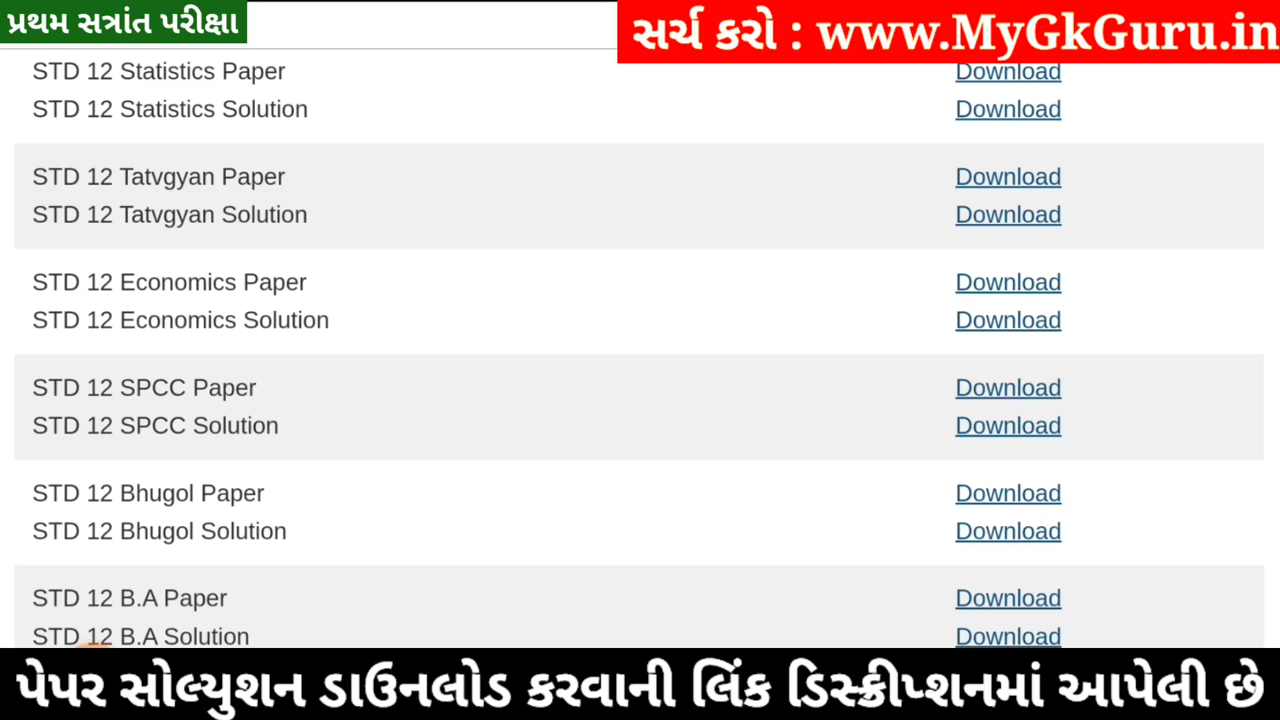 પ્રથમ સત્રાંત પરીક્ષા
સર્ચ કરો : www.MyGkGuru.in
STD 12 Statistics Paper Download
STD 12 Statistics Solution Download
STD 12 Tatvgyan Paper Download
STD 12 Tatvgyan Solution Download
STD 12 Economics Paper Download
STD 12 Economics Solution Download
STD 12 SPCC Paper Download
STD 12 SPCC Solution Download
STD 12 Bhugol Paper Download
STD 12 Bhugol Solution Download
STD 12 B.A Paper Download
STD 12 B.A Solution Download
પેપર સોલ્યુશન ડાઉનલોડ કરવાની લિંક ડિસ્ક્રીપ્શનમાં આપેલી છે